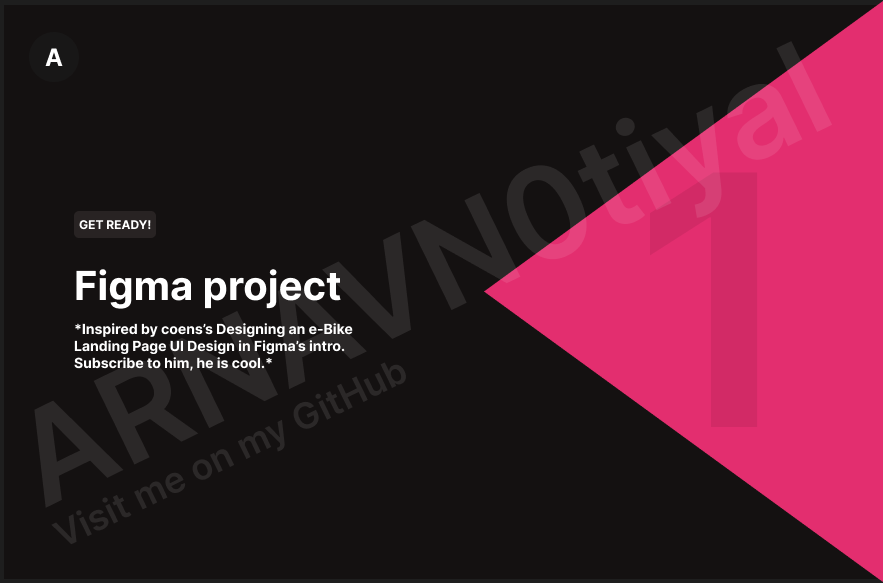 A
GET READY!
Figma project
*Inspired by coens’s Designing an e-Bike
Landing Page UI Design in Figma’s intro.
Subscribe to him, he is cool.*
1
ARNAVN0tiyal
Visit me on my GitHub